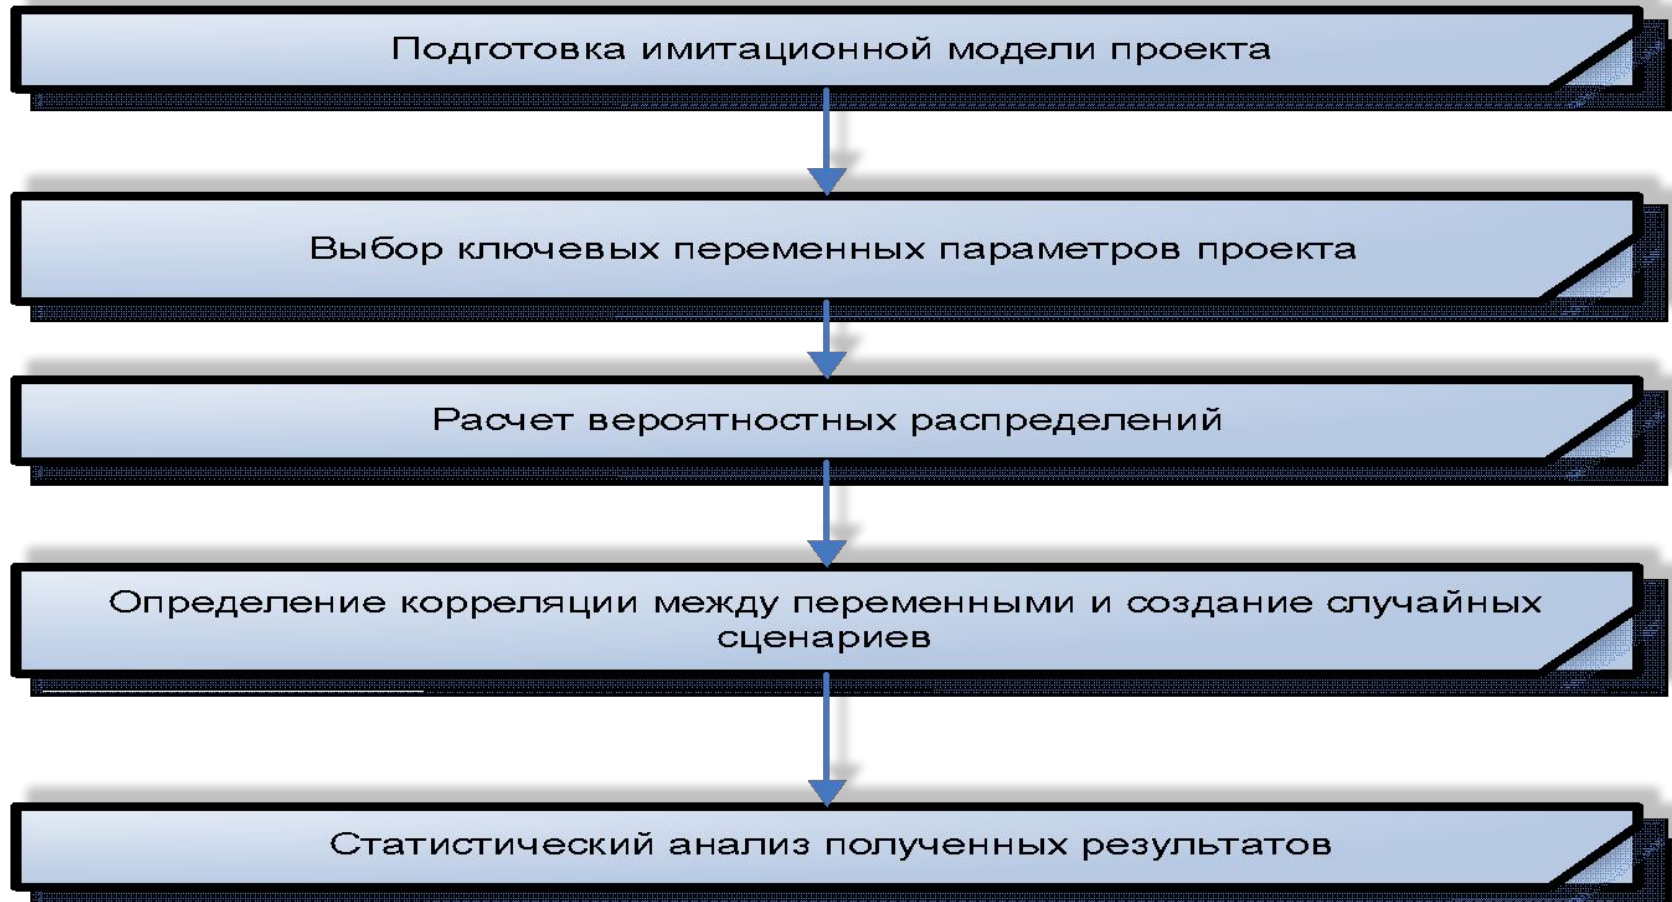 Подготовка имитационной модели проекта
Выбор ключевых переменных параметров проекта
Расчет вероятностных распределений
Определение корреляции между переменными и создание случайных
сценариев
Статистический анализ полученных результатов